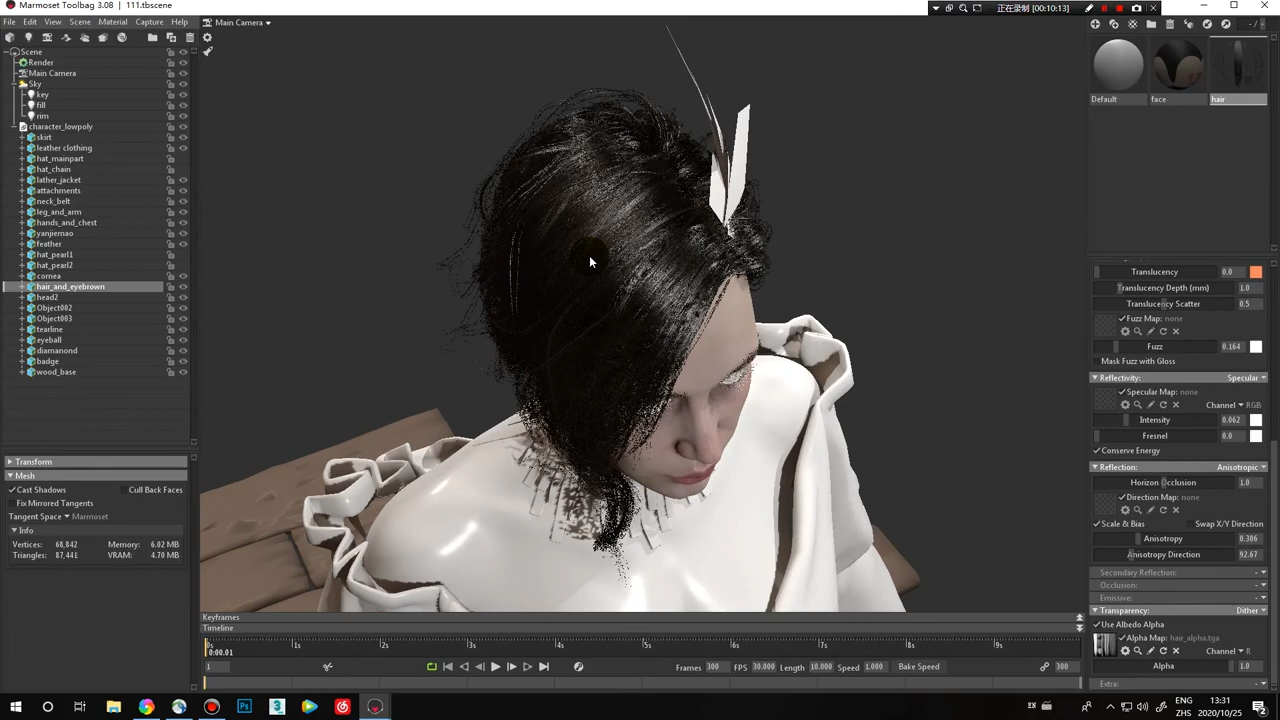 Marmoset Toolbag 3.08 | 111.tbscene
正在录制 [00:10:13]
File Edit View Scene Material Capture Help
Main Camera
Scene
Render
Main Camera
Sky
key
fill
rim
character_lowpoly
skirt
leather clothing
hat_mainpart
hat_chain
lather_jacket
attachments
neck_belt
leg_and_arm
hands_and_chest
yanjiemao
feather
hat_pearl1
hat_pearl2
cornea
hair_and_eyebrown
head2
Object002
Object003
tearline
eyeball
diamanond
badge
wood_base
Transform
Mesh
Cast Shadows Cull Back Faces
Fix Mirrored Tangents
Tangent Space Marmoset
Info
Vertices: 68,842 Memory: 6.02 MB
Triangles: 87,441 VRAM: 4.70 MB
Default face hair
Translucency 0.0
Translucency Depth (mm) 1.0
Translucency Scatter 0.5
Fuzz Map: none
Fuzz 0.164
Mask Fuzz with Gloss
Reflectivity: Specular
Specular Map: none
Channel RGB
Intensity 0.062
Fresnel 0.0
Conserve Energy
Reflection: Anisotropic
Horizon Occlusion 1.0
Direction Map: none
Scale & Bias Swap X/Y Direction
Anisotropy 0.306
Anisotropy Direction 92.67
Secondary Reflection: -
Occlusion: -
Emissive: -
Transparency: Dither
Use Albedo Alpha
Alpha Map: hair_alpha.tga
Channel R
Alpha 1.0
Extra: -
Keyframes
Timeline
0s 1s 2s 3s 4s 5s 6s 7s 8s 9s
0:00.01
1 Frames 300 FPS 30.000 Length 10.000 Speed 1.000 Bake Speed 300
ENG
ZHS
13:31
2020/10/25